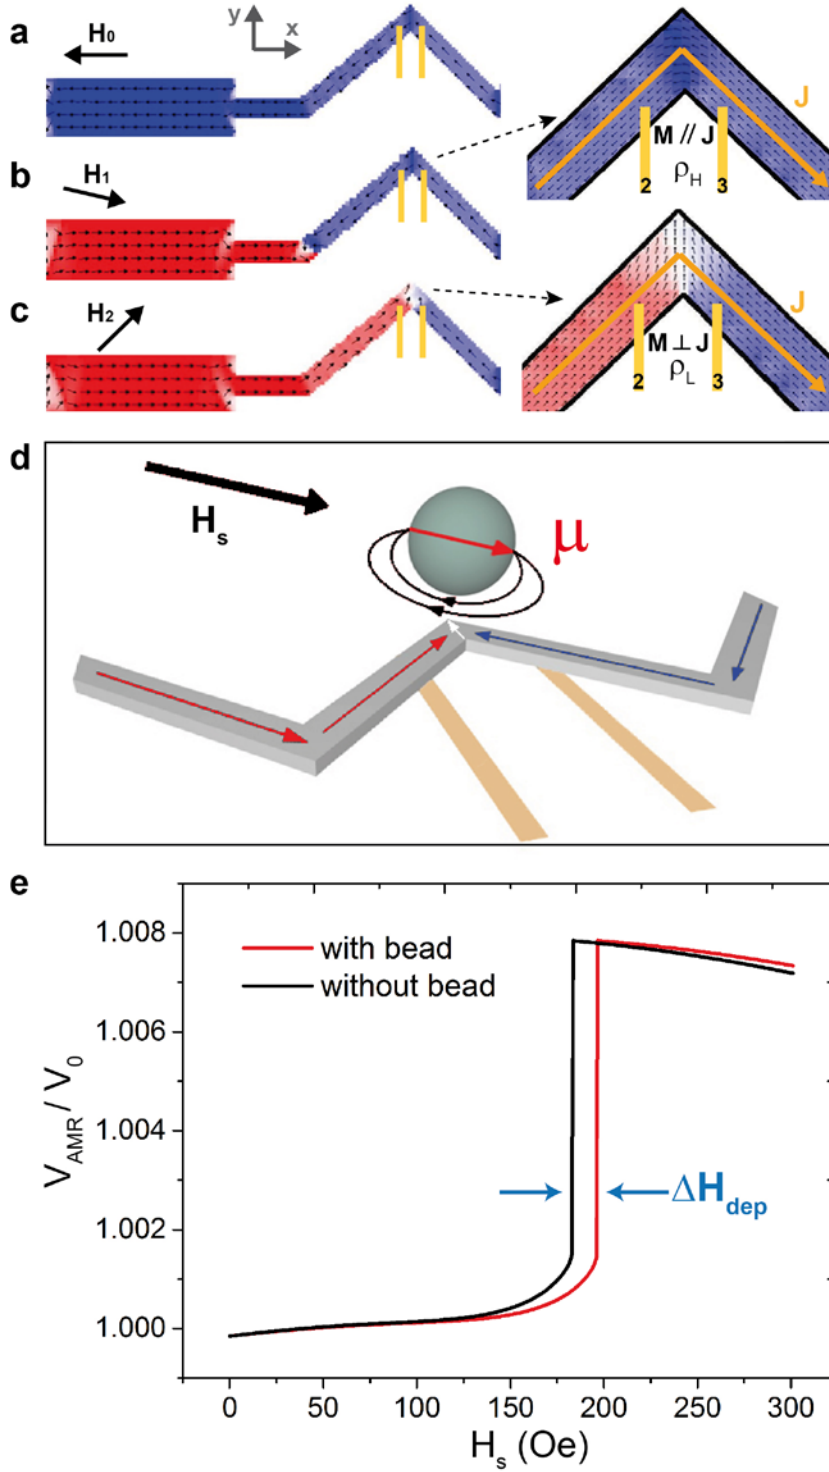 a
H₀
y
x
J
M // J
ρH
2
3
b
H₁
c
H₂
J
M ⊥ J
ρL
2
3
d
Hₛ
μ
e
with bead
without bead
VAMR / V₀
1.008
1.006
1.004
1.002
1.000
ΔHdep
0
50
100
150
200
250
300
Hₛ (Oe)